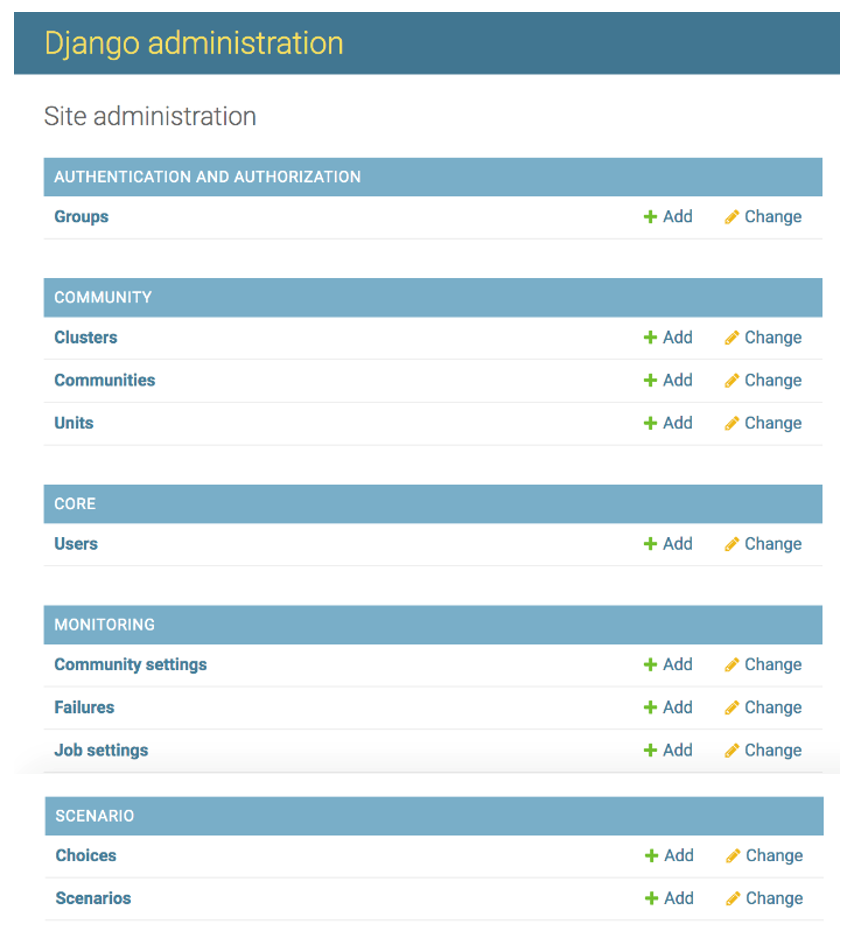 Django administration
Site administration
AUTHENTICATION AND AUTHORIZATION
Groups Add Change
COMMUNITY
Clusters Add Change
Communities Add Change
Units Add Change
CORE
Users Add Change
MONITORING
Community settings Add Change
Failures Add Change
Job settings Add Change
SCENARIO
Choices Add Change
Scenarios Add Change